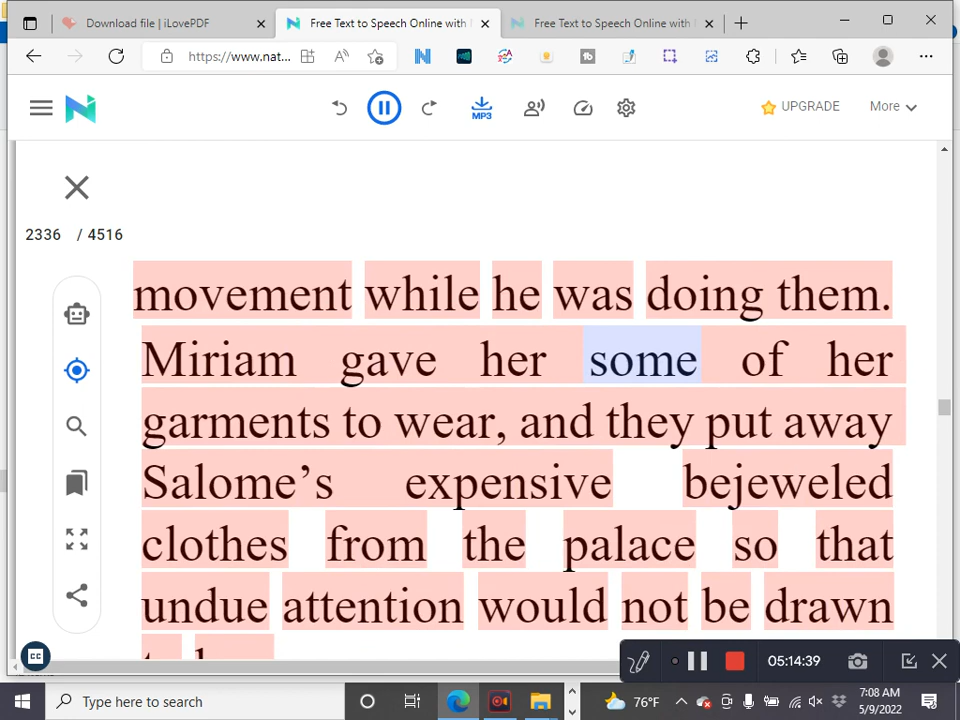 Download file | iLovePDF
Free Text to Speech Online with
Free Text to Speech Online with
https://www.nat...
MP3
UPGRADE
More
2336 / 4516
movement while he was doing them.
Miriam gave her some of her
garments to wear, and they put away
Salome’s expensive bejeweled
clothes from the palace so that
undue attention would not be drawn
CC
05:14:39
Type here to search
76°F
7:08 AM
5/9/2022